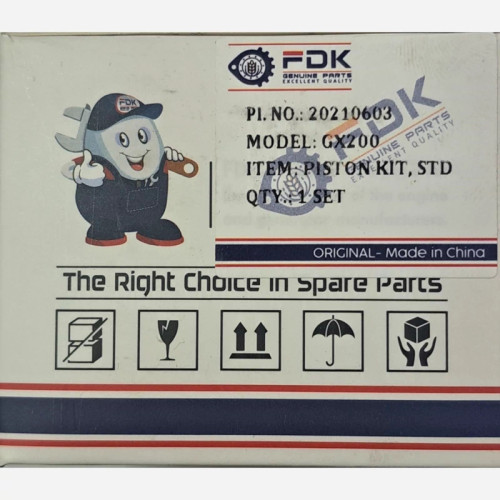 FDK
GENUINE PARTS
EXCELLENT QUALITY
FDK
PI. NO.: 20210603
MODEL: GX200
ITEM: PISTON KIT, STD
QTY.: 1 SET
FDK
GENUINE PARTS
EXCELLENT QUALITY
ORIGINAL- Made in China
The Right Choice in Spare Parts